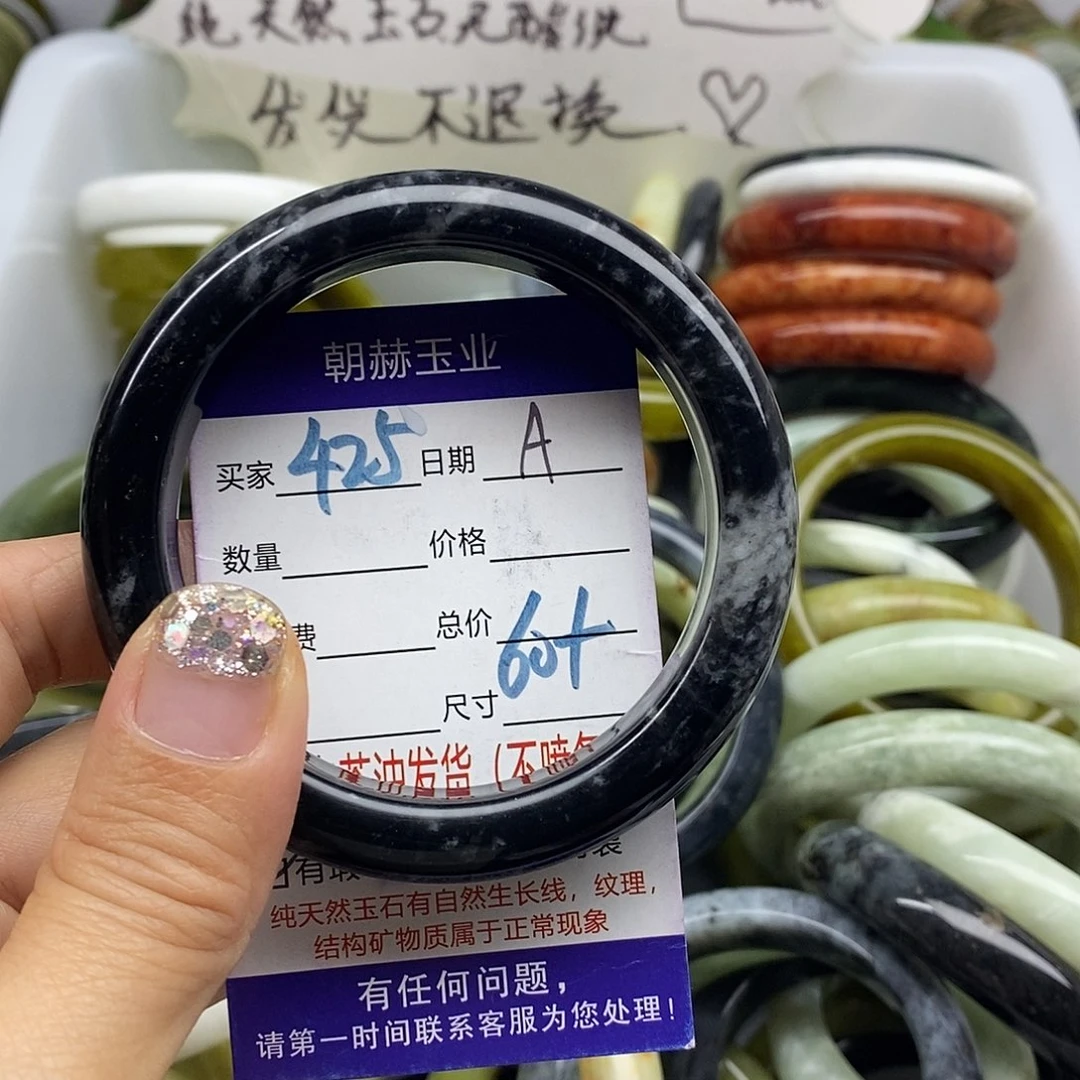 纯天然玉石无酸洗
发货不退换
朝赫玉业
买家 425 日期 A
数量 价格
费 总价 60+
尺寸
发货（不喷
纯天然玉石有自然生长线，纹理，
结构矿物质属于正常现象
有任何问题，
请第一时间联系客服为您处理！